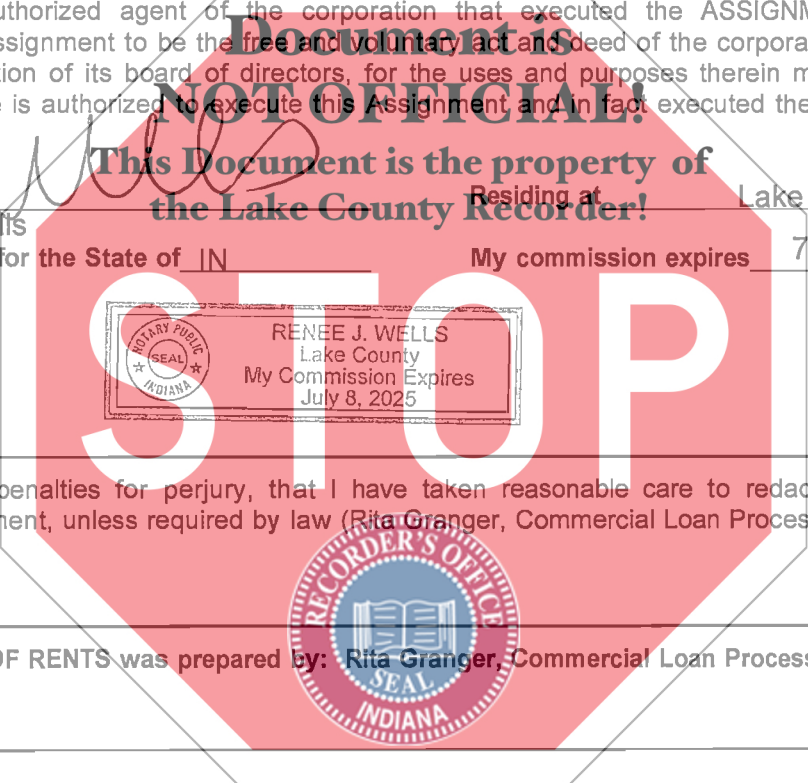 uthorized agent of the corporation that executed the ASSIGNM
Document is
ssignment to be the free and voluntary act and deed of the corpora
tion of its board of directors, for the uses and purposes therein m
NOT OFFICIAL!
e is authorized to execute this Assignment and in fact executed the
This Document is the property of
the Lake County Recorder!
Residing at Lake
lls
for the State of IN My commission expires 7
STOP
NOTARY PUBLIC
SEAL
INDIANA
RENEE J. WELLS
Lake County
My Commission Expires
July 8, 2025
penalties for perjury, that I have taken reasonable care to redac
ment, unless required by law (Rita Granger, Commercial Loan Proces
RECORDER'S OFFICE
OF RENTS was prepared by: Rita Granger, Commercial Loan Process
SEAL
INDIANA